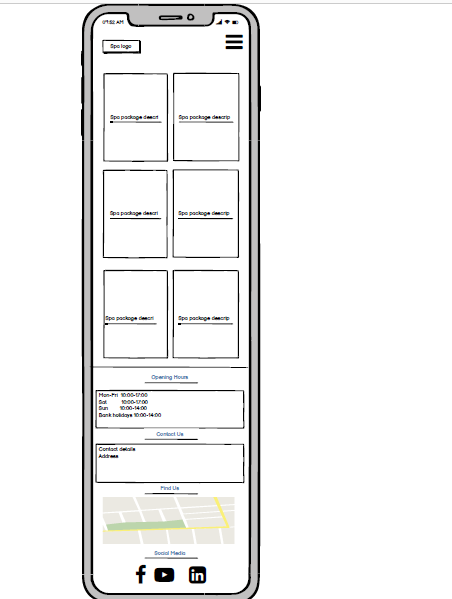 09:52 AM
Spa logo
Spa package descri
Spa package descrip
Spa package descri
Spa package descrip
Spa package descri
Spa package descrip
Opening Hours
Mon-Fri 10:00-17:00
Sat 10:00-17:00
Sun 10:00-14:00
Bank holidays 10:00-14:00
Contact Us
Contact details
Address
Find Us
Social Media